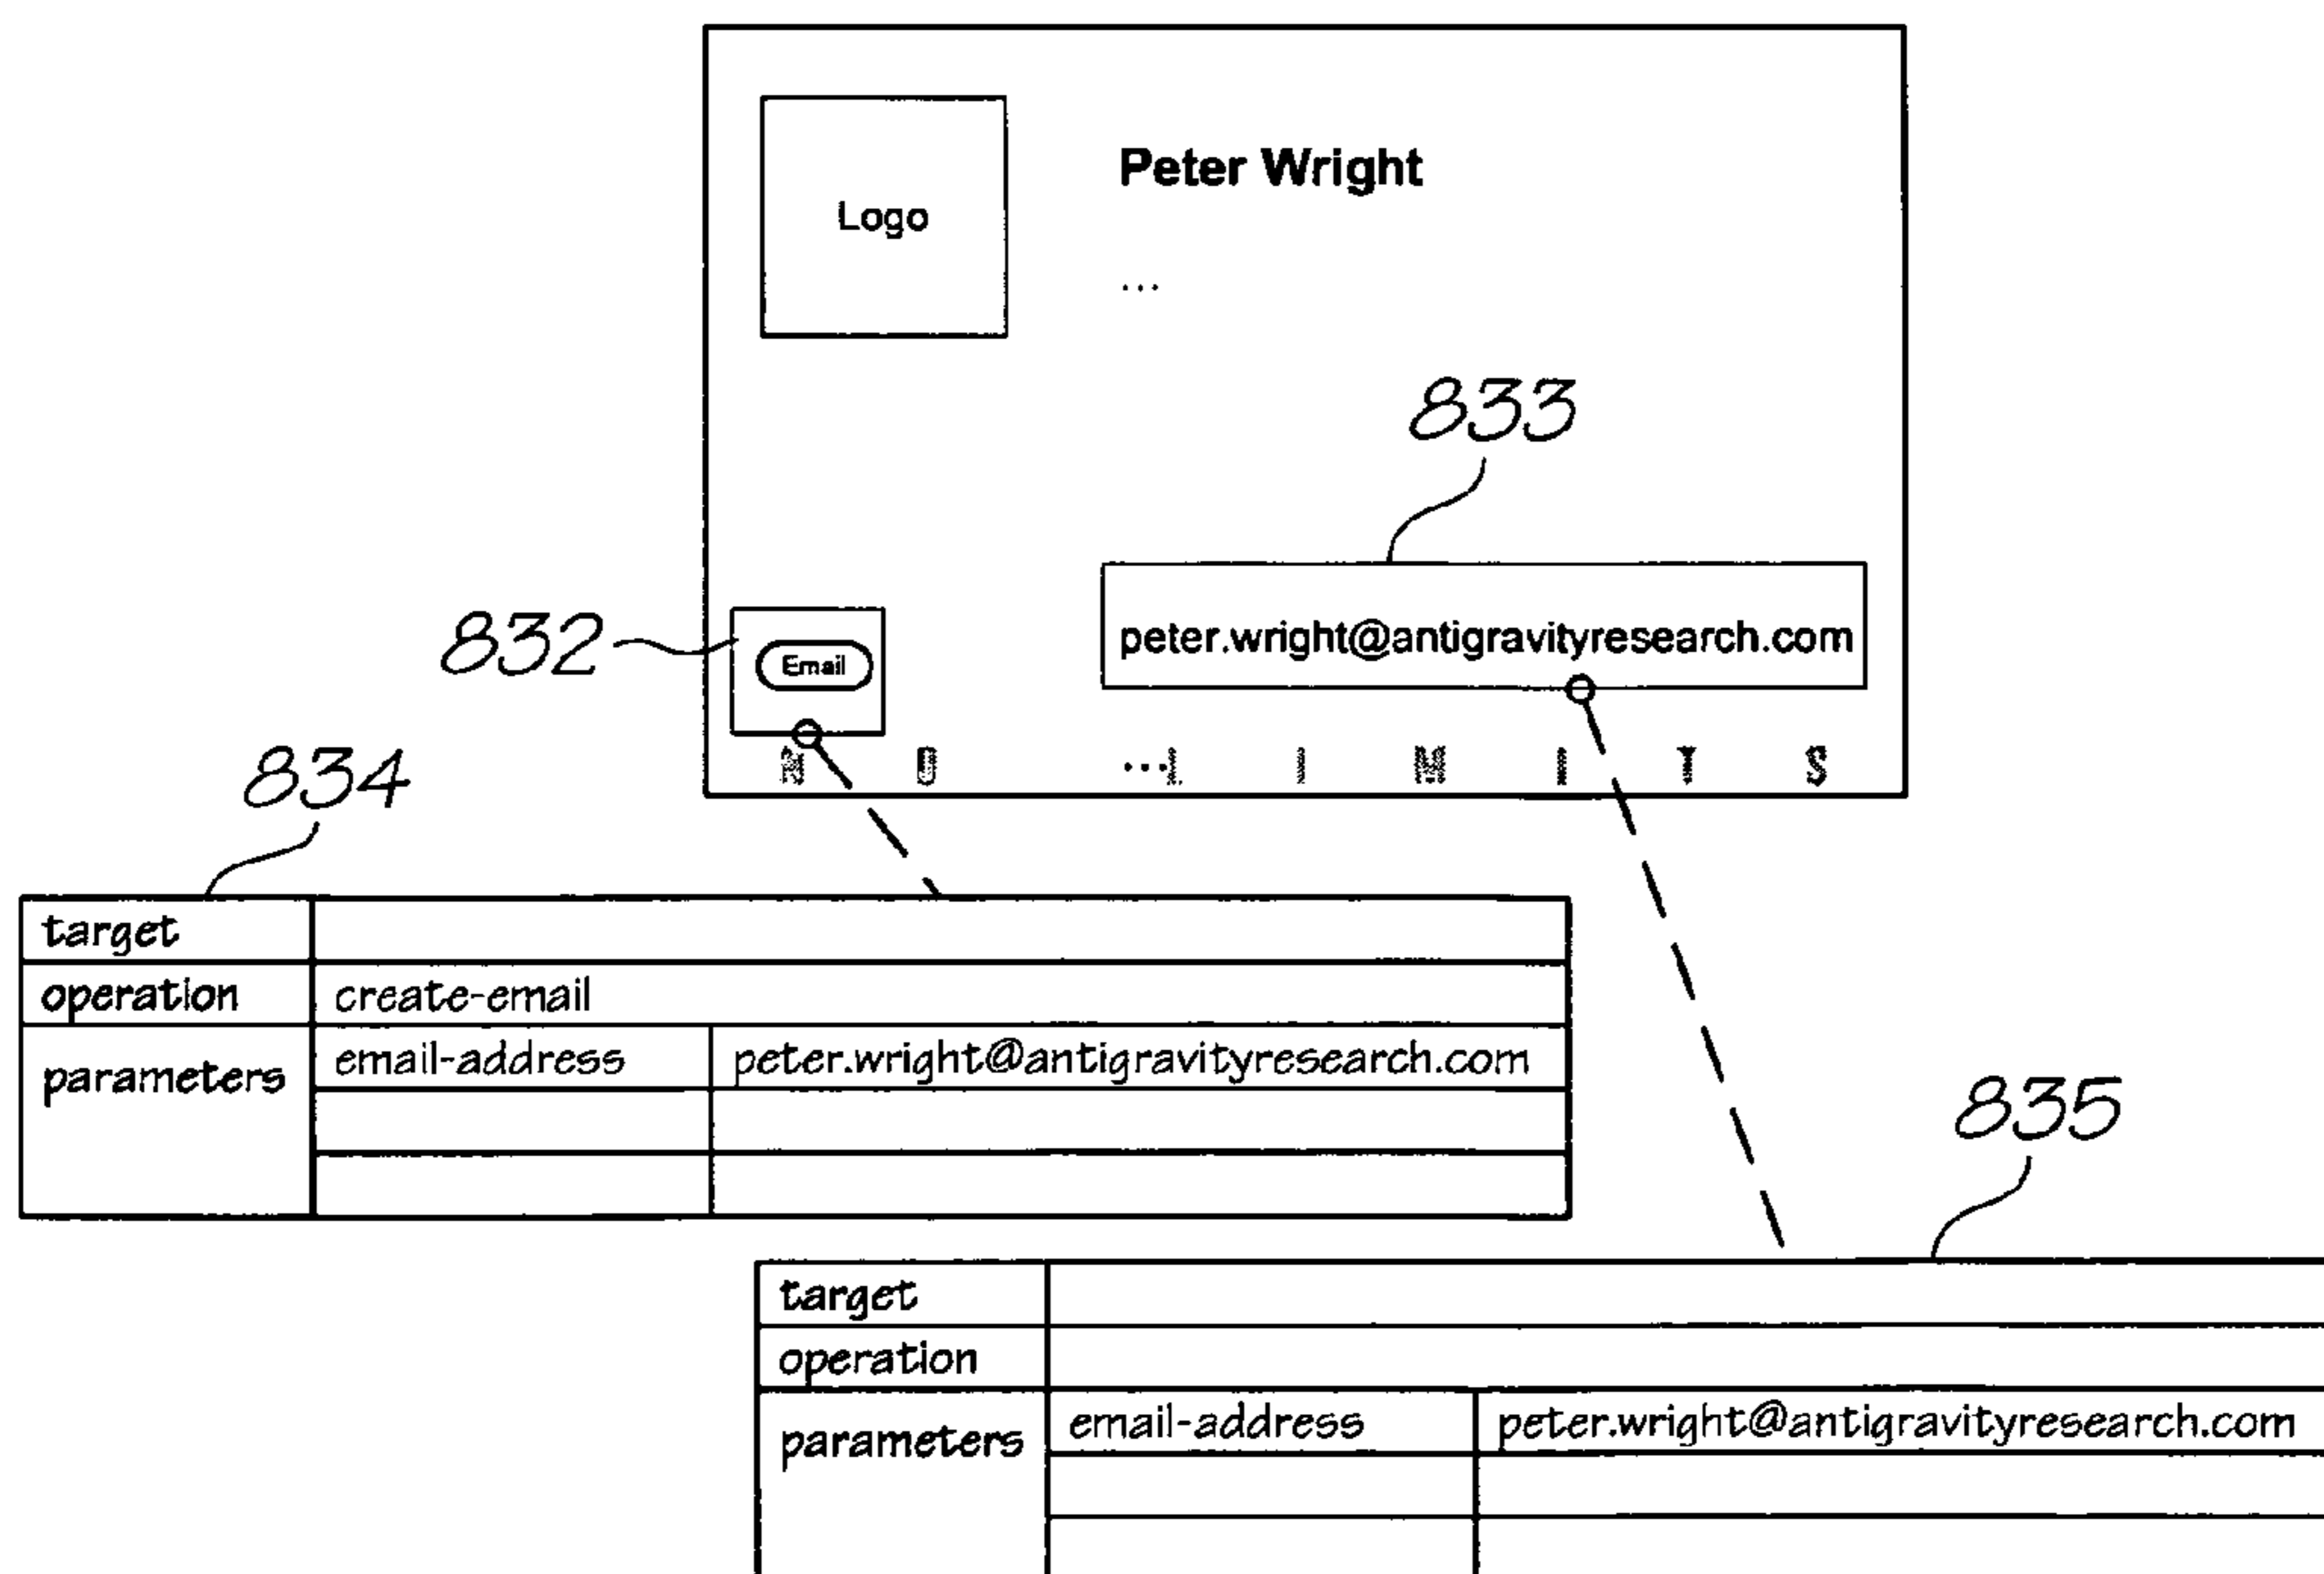 Peter Wright
Logo
...
833
832
Email
peter.wright@antigravityresearch.com
N O ...L I M I T S
834
target
operation create-email
parameters email-address peter.wright@antigravityresearch.com
835
target
operation
parameters email-address peter.wright@antigravityresearch.com